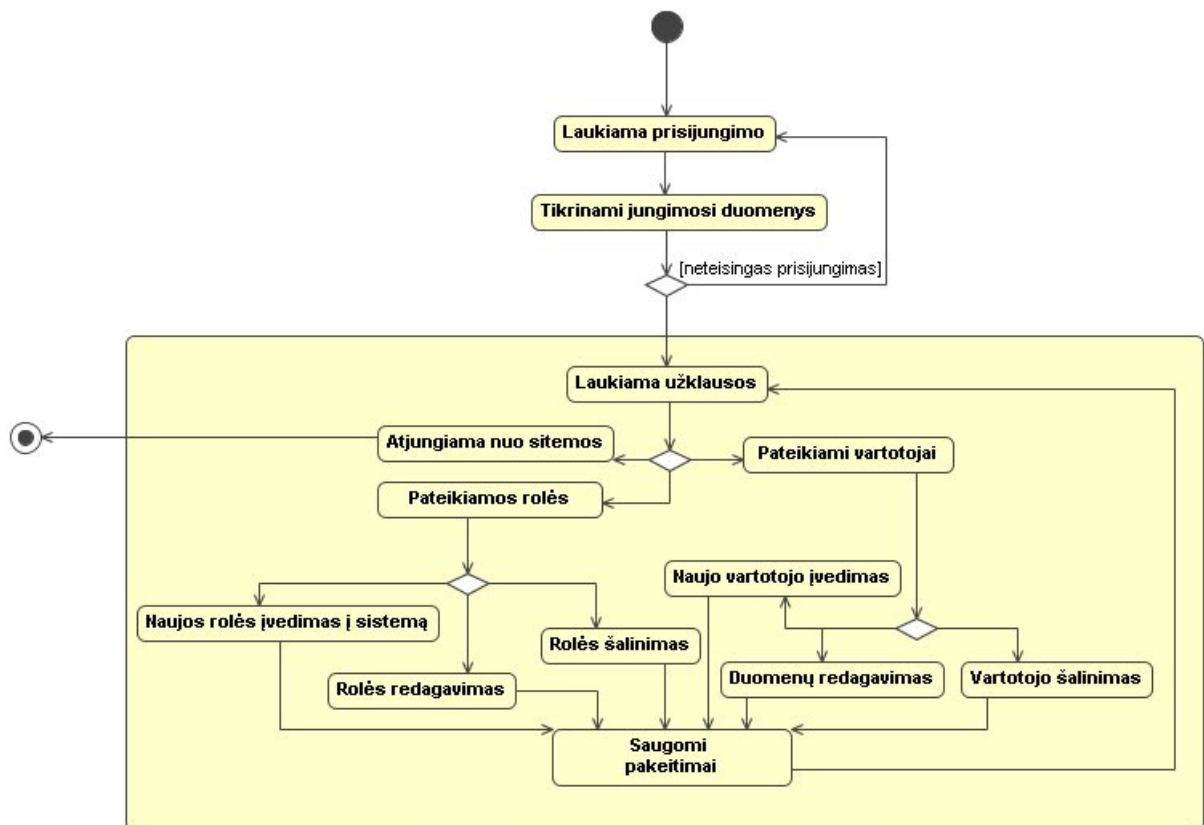 Laukiama prisijungimo
Tikrinami jungimosi duomenys
[neteisingas prisijungimas]
Laukiama užklausos
Atjungiama nuo sitemos
Pateikiami vartotojai
Pateikiamos rolės
Naujo vartotojo įvedimas
Naujos rolės įvedimas į sistemą
Rolės šalinimas
Rolės redagavimas
Duomenų redagavimas
Vartotojo šalinimas
Saugomi
pakeitimai